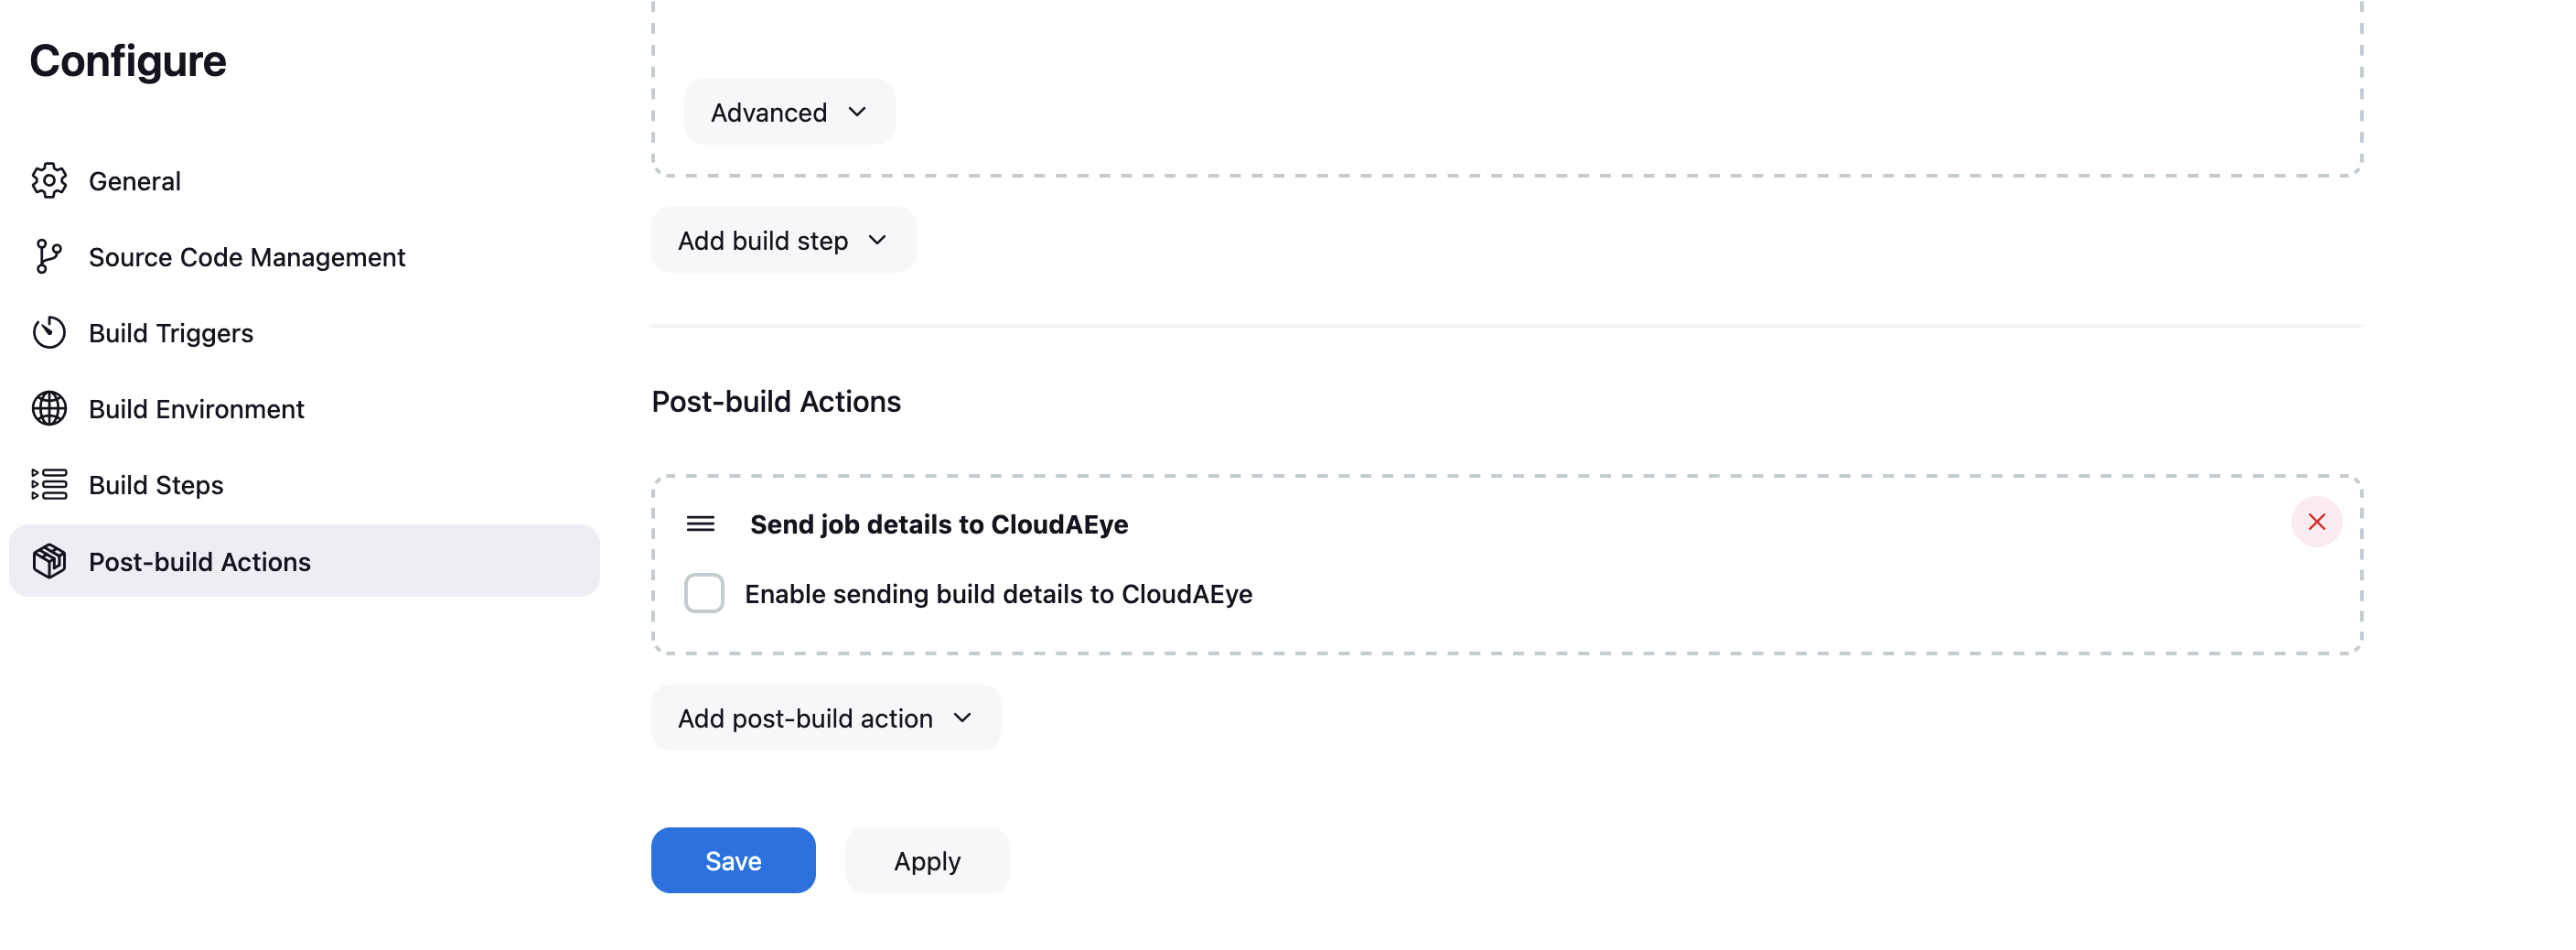 Configure
General
Source Code Management
Build Triggers
Build Environment
Build Steps
Post-build Actions
Advanced
Add build step
Post-build Actions
Send job details to CloudAEye
Enable sending build details to CloudAEye
Add post-build action
Save
Apply